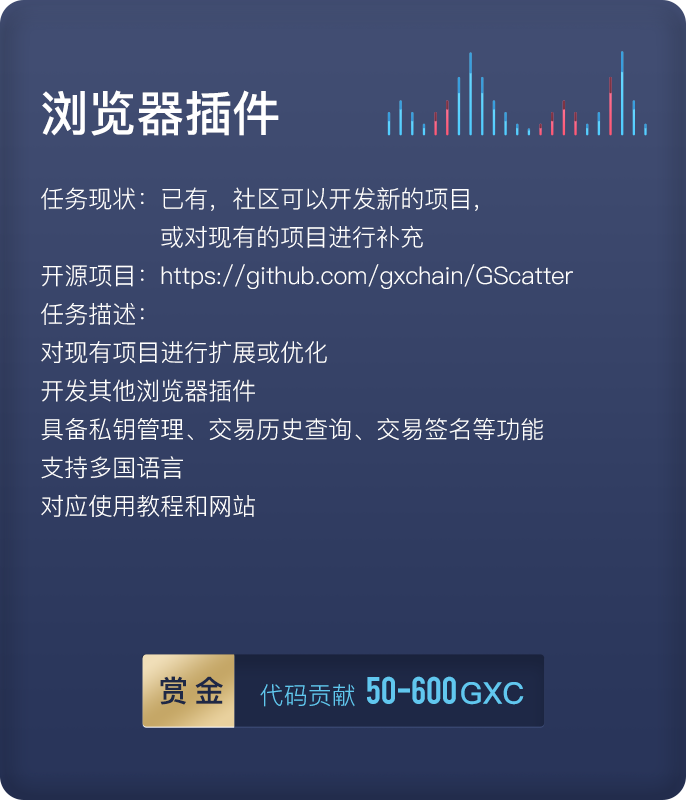 浏览器插件
任务现状：已有，社区可以开发新的项目，
或对现有的项目进行补充
开源项目：https://github.com/gxchain/GScatter
任务描述：
对现有项目进行扩展或优化
开发其他浏览器插件
具备私钥管理、交易历史查询、交易签名等功能
支持多国语言
对应使用教程和网站
赏金 代码贡献 50-600GXC